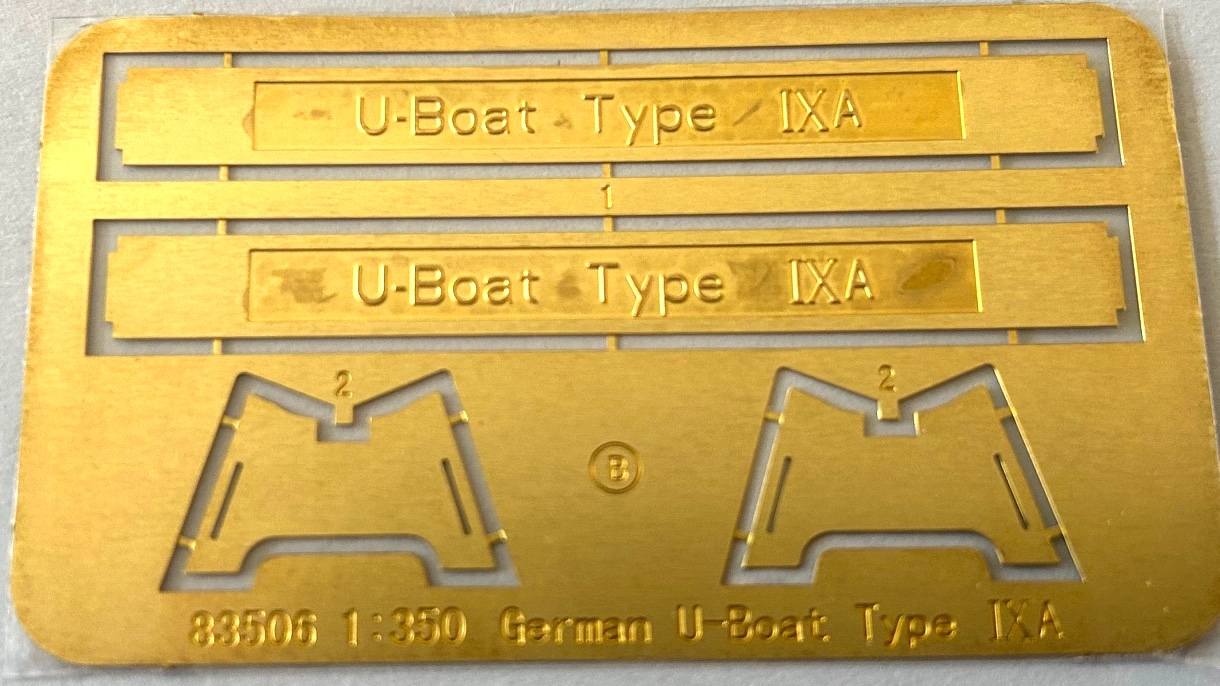 U-Boat Type IXA
1
U-Boat Type IXA
2 2
B
83506 1:350 German U-Boat Type IXA